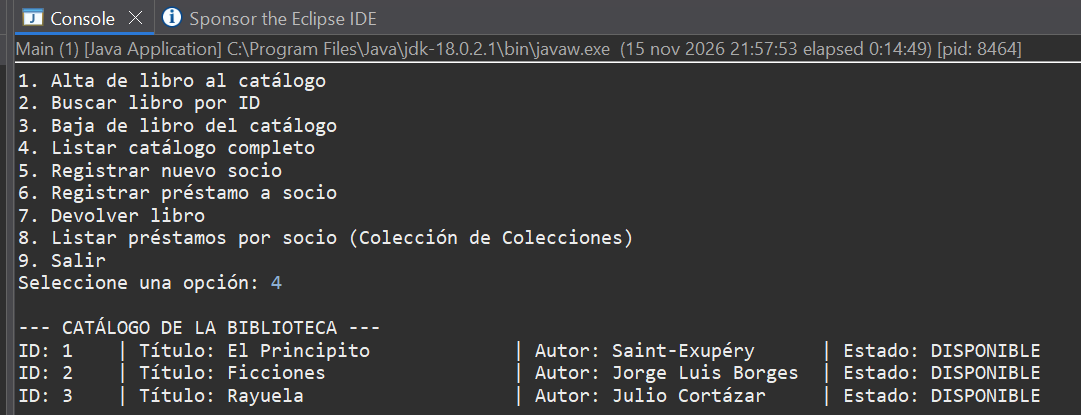 Console
Sponsor the Eclipse IDE
Main (1) [Java Application] C:\Program Files\Java\jdk-18.0.2.1\bin\javaw.exe (15 nov 2026 21:57:53 elapsed 0:14:49) [pid: 8464]
1. Alta de libro al catálogo
2. Buscar libro por ID
3. Baja de libro del catálogo
4. Listar catálogo completo
5. Registrar nuevo socio
6. Registrar préstamo a socio
7. Devolver libro
8. Listar préstamos por socio (Colección de Colecciones)
9. Salir
Seleccione una opción: 4
--- CATÁLOGO DE LA BIBLIOTECA ---
ID: 1 | Título: El Principito | Autor: Saint-Exupéry | Estado: DISPONIBLE
ID: 2 | Título: Ficciones | Autor: Jorge Luis Borges | Estado: DISPONIBLE
ID: 3 | Título: Rayuela | Autor: Julio Cortázar | Estado: DISPONIBLE